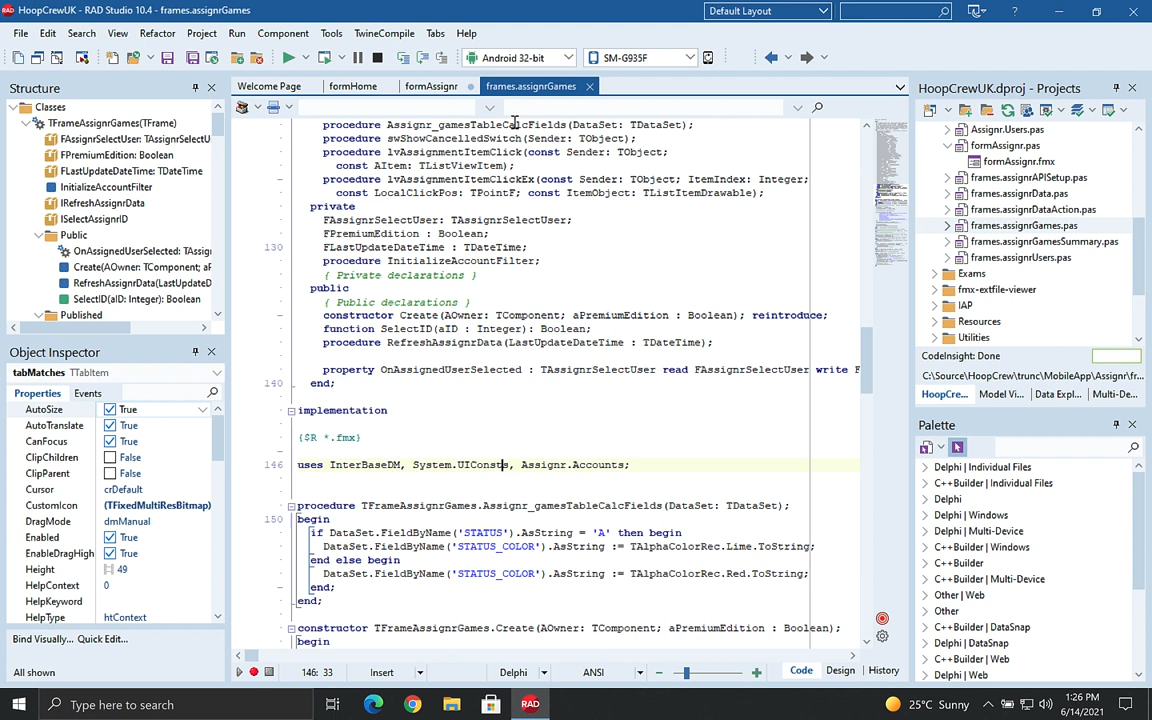 HoopCrewUK - RAD Studio 10.4 - frames.assignrGames
Default Layout
File Edit Search View Refactor Project Run Component Tools TwineCompile Tabs Help
Android 32-bit
SM-G935F
Structure
Classes
TFrameAssignrGames(TFrame)
FAssignrSelectUser: TAssignrSelectU
FPremiumEdition: Boolean
FLastUpdateDateTime: TDateTime
InitializeAccountFilter
IRefreshAssignrData
ISelectAssignrID
Public
OnAssignedUserSelected: TAssig
Create(AOwner: TComponent; aP
RefreshAssignrData(LastUpdateD
SelectID(aID: Integer): Boolean
Published
Object Inspector
tabMatches TTabItem
Properties Events
AutoSize True
AutoTranslate True
CanFocus True
ClipChildren False
ClipParent False
Cursor crDefault
CustomIcon (TFixedMultiResBitmap)
DragMode dmManual
Enabled True
EnableDragHigh True
Height 49
HelpContext 0
HelpKeyword
HelpType htContext
Bind Visually... Quick Edit...
All shown
Welcome Page formHome formAssignr frames.assignrGames
procedure Assignr_gamesTableCalcFields(DataSet: TDataSet);
procedure swShowCancelledSwitch(Sender: TObject);
procedure lvAssignmentItemClick(const Sender: TObject;
const AItem: TListViewItem);
procedure lvAssignmentItemClickEx(const Sender: TObject; ItemIndex: Integer;
const LocalClickPos: TPointF; const ItemObject: TListItemDrawable);
private
FAssignrSelectUser: TAssignrSelectUser;
FPremiumEdition : Boolean;
130 FLastUpdateDateTime : TDateTime;
procedure InitializeAccountFilter;
{ Private declarations }
public
{ Public declarations }
constructor Create(AOwner: TComponent; aPremiumEdition : Boolean); reintroduce;
function SelectID(aID : Integer): Boolean;
procedure RefreshAssignrData(LastUpdateDateTime : TDateTime);
property OnAssignedUserSelected : TAssignrSelectUser read FAssignrSelectUser write F
140 end;
implementation
{$R *.fmx}
146 uses InterBaseDM, System.UIConsts, Assignr.Accounts;
procedure TFrameAssignrGames.Assignr_gamesTableCalcFields(DataSet: TDataSet);
150 begin
if DataSet.FieldByName('STATUS').AsString = 'A' then begin
DataSet.FieldByName('STATUS_COLOR').AsString := TAlphaColorRec.Lime.ToString;
end else begin
DataSet.FieldByName('STATUS_COLOR').AsString := TAlphaColorRec.Red.ToString;
end;
end;
constructor TFrameAssignrGames.Create(AOwner: TComponent; aPremiumEdition : Boolean);
begin
146: 33 Insert Delphi ANSI Code Design History
HoopCrewUK.dproj - Projects
Assignr.Users.pas
formAssignr.pas
formAssignr.fmx
frames.assignrAPISetup.pas
frames.assignrData.pas
frames.assignrDataAction.pas
frames.assignrGames.pas
frames.assignrGamesSummary.pas
frames.assignrUsers.pas
Exams
fmx-extfile-viewer
IAP
Resources
Utilities
CodeInsight: Done
C:\Source\HoopCrew\trunc\MobileApp\Assignr\fr...
HoopCre... Model Vi... Data Expl... Multi-De...
Palette
Delphi | Individual Files
C++Builder | Individual Files
Delphi
Delphi | Windows
Delphi | Multi-Device
C++Builder | Windows
C++Builder
C++Builder | Multi-Device
Other | Web
Other
C++Builder | DataSnap
Delphi | DataSnap
C++Builder | Web
Delphi | Web
Type here to search
RAD
25°C Sunny
1:26 PM
6/14/2021